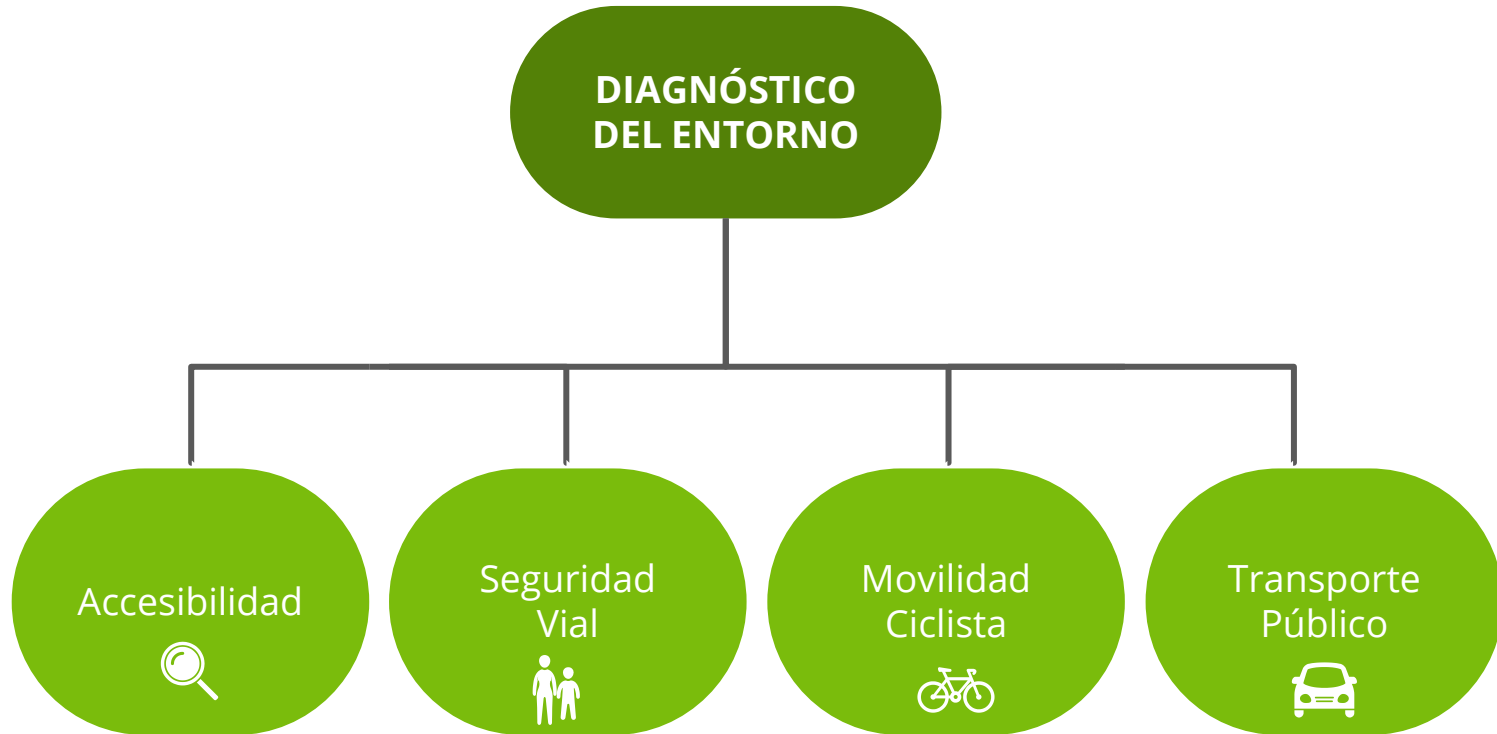 DIAGNÓSTICO
DEL ENTORNO
Accesibilidad
Seguridad
Vial
Movilidad
Ciclista
Transporte
Público